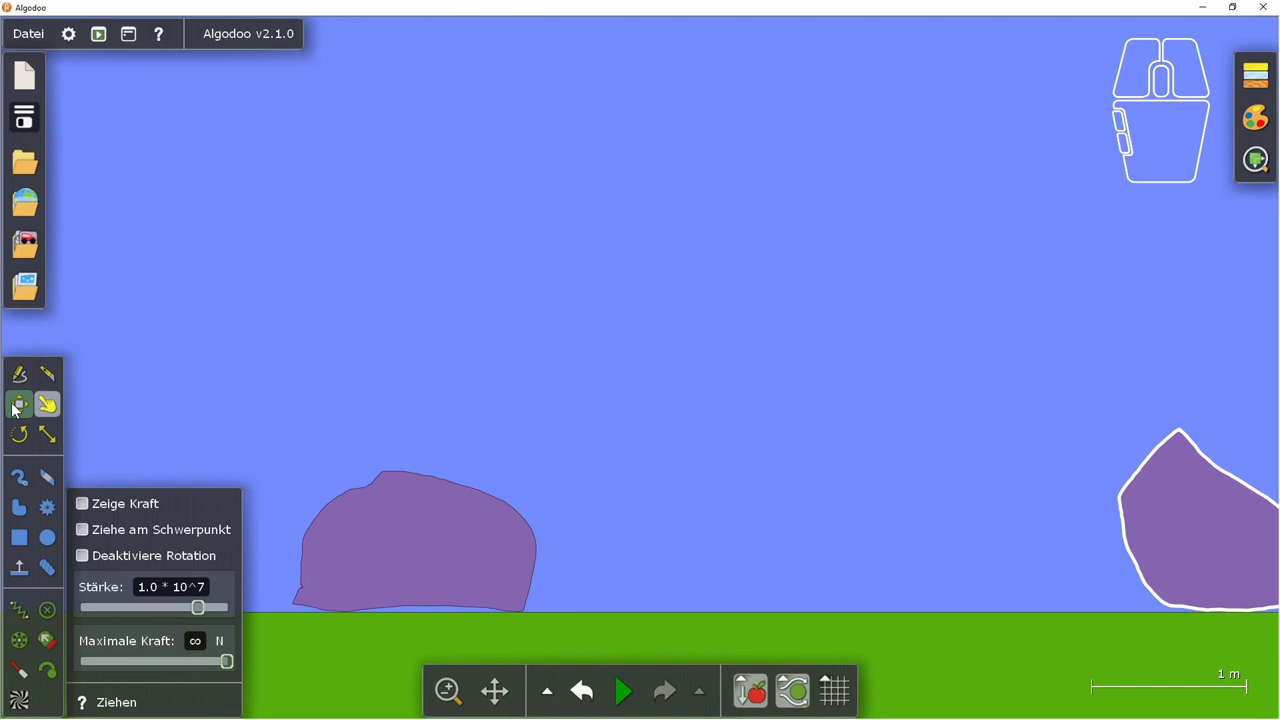 Algodoo
Datei ? Algodoo v2.1.0
Zeige Kraft
Ziehe am Schwerpunkt
Deaktiviere Rotation
Stärke: 1.0 * 10^7
Maximale Kraft: ∞ N
? Ziehen
1 m